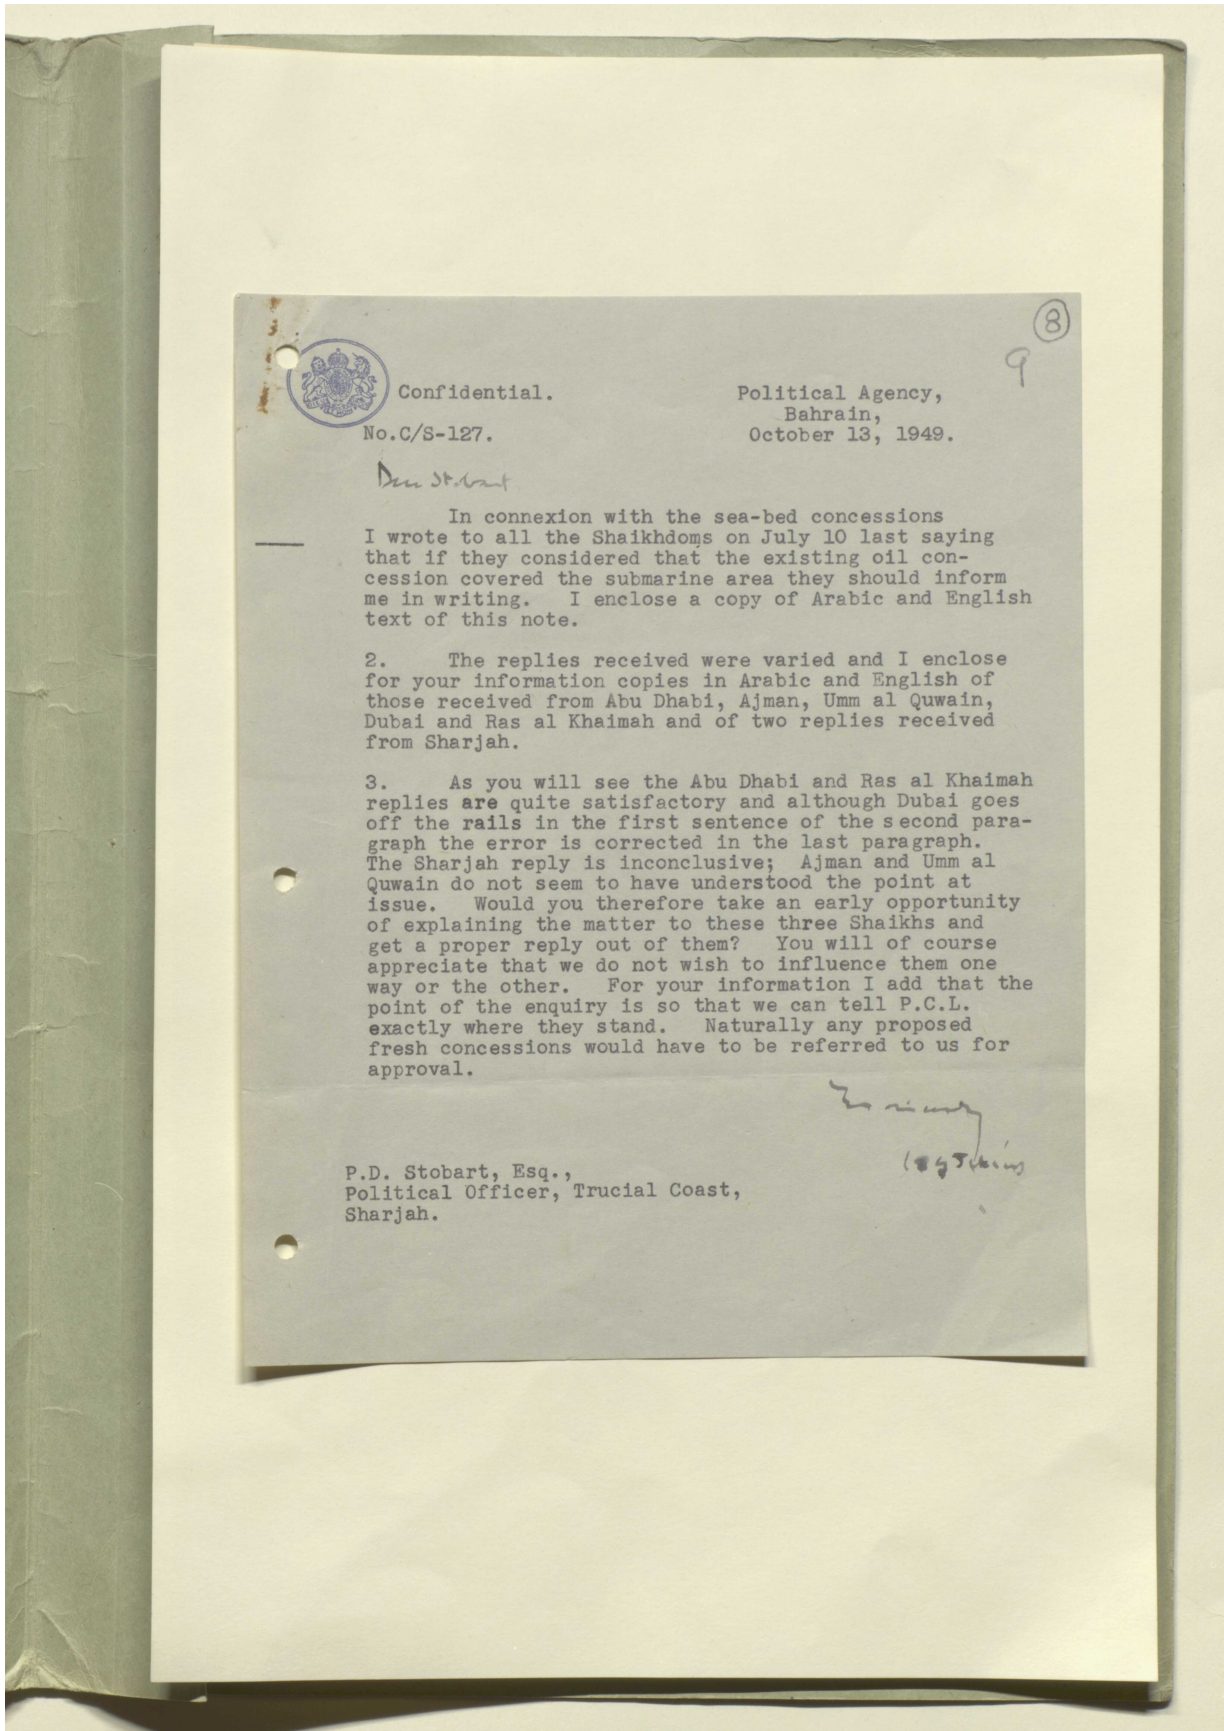 8
9
Confidential.
Political Agency,
Bahrain,
No.C/S-127.
October 13, 1949.
Dear Stobart
In connexion with the sea-bed concessions
I wrote to all the Shaikhdoms on July 10 last saying
that if they considered that the existing oil con-
cession covered the submarine area they should inform
me in writing. I enclose a copy of Arabic and English
text of this note.
2. The replies received were varied and I enclose
for your information copies in Arabic and English of
those received from Abu Dhabi, Ajman, Umm al Quwain,
Dubai and Ras al Khaimah and of two replies received
from Sharjah.
3. As you will see the Abu Dhabi and Ras al Khaimah
replies are quite satisfactory and although Dubai goes
off the rails in the first sentence of the second para-
graph the error is corrected in the last paragraph.
The Sharjah reply is inconclusive; Ajman and Umm al
Quwain do not seem to have understood the point at
issue. Would you therefore take an early opportunity
of explaining the matter to these three Shaikhs and
get a proper reply out of them? You will of course
appreciate that we do not wish to influence them one
way or the other. For your information I add that the
point of the enquiry is so that we can tell P.C.L.
exactly where they stand. Naturally any proposed
fresh concessions would have to be referred to us for
approval.
P.D. Stobart, Esq.,
Political Officer, Trucial Coast,
Sharjah.